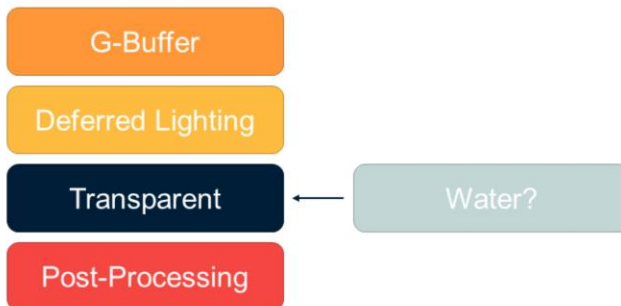 G-Buffer
Deferred Lighting
Transparent
Water?
Post-Processing